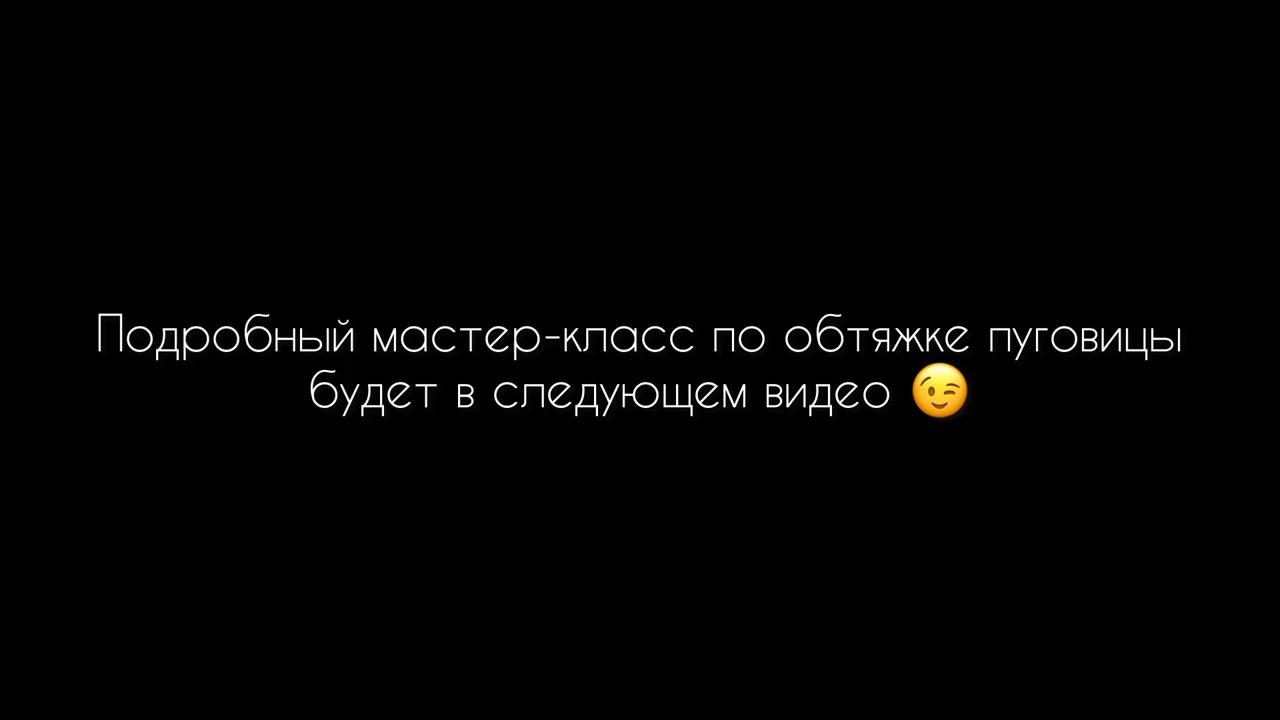 Подробный мастер-класс по обтяжке пуговицы
будет в следующем видео 😉